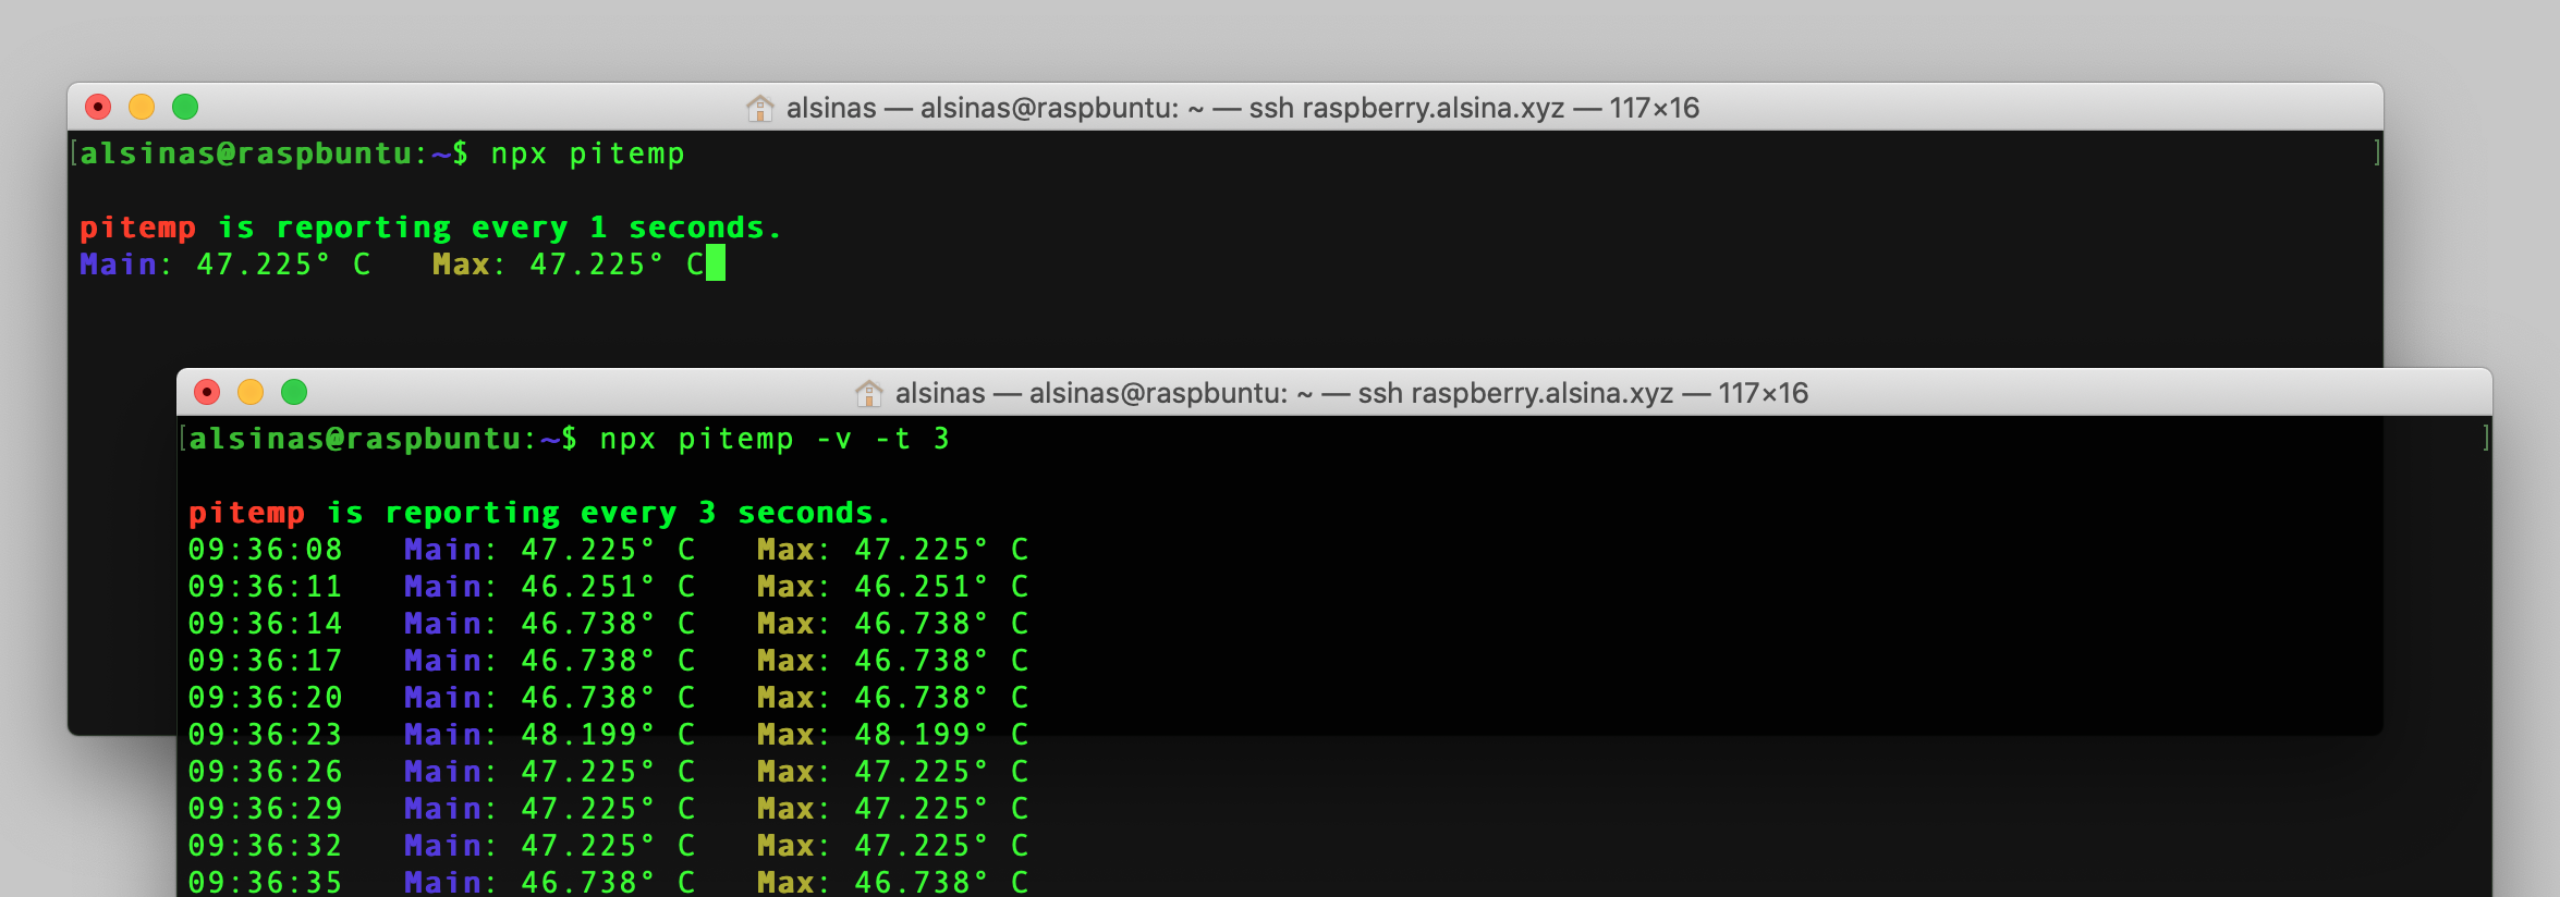 alsinas — alsinas@raspbuntu: ~ — ssh raspberry.alsina.xyz — 117×16
[alsinas@raspbuntu:~$ npx pitemp ]
pitemp is reporting every 1 seconds.
Main: 47.225° C   Max: 47.225° C
alsinas — alsinas@raspbuntu: ~ — ssh raspberry.alsina.xyz — 117×16
[alsinas@raspbuntu:~$ npx pitemp -v -t 3 ]
pitemp is reporting every 3 seconds.
09:36:08   Main: 47.225° C   Max: 47.225° C
09:36:11   Main: 46.251° C   Max: 46.251° C
09:36:14   Main: 46.738° C   Max: 46.738° C
09:36:17   Main: 46.738° C   Max: 46.738° C
09:36:20   Main: 46.738° C   Max: 46.738° C
09:36:23   Main: 48.199° C   Max: 48.199° C
09:36:26   Main: 47.225° C   Max: 47.225° C
09:36:29   Main: 47.225° C   Max: 47.225° C
09:36:32   Main: 47.225° C   Max: 47.225° C
09:36:35   Main: 46.738° C   Max: 46.738° C